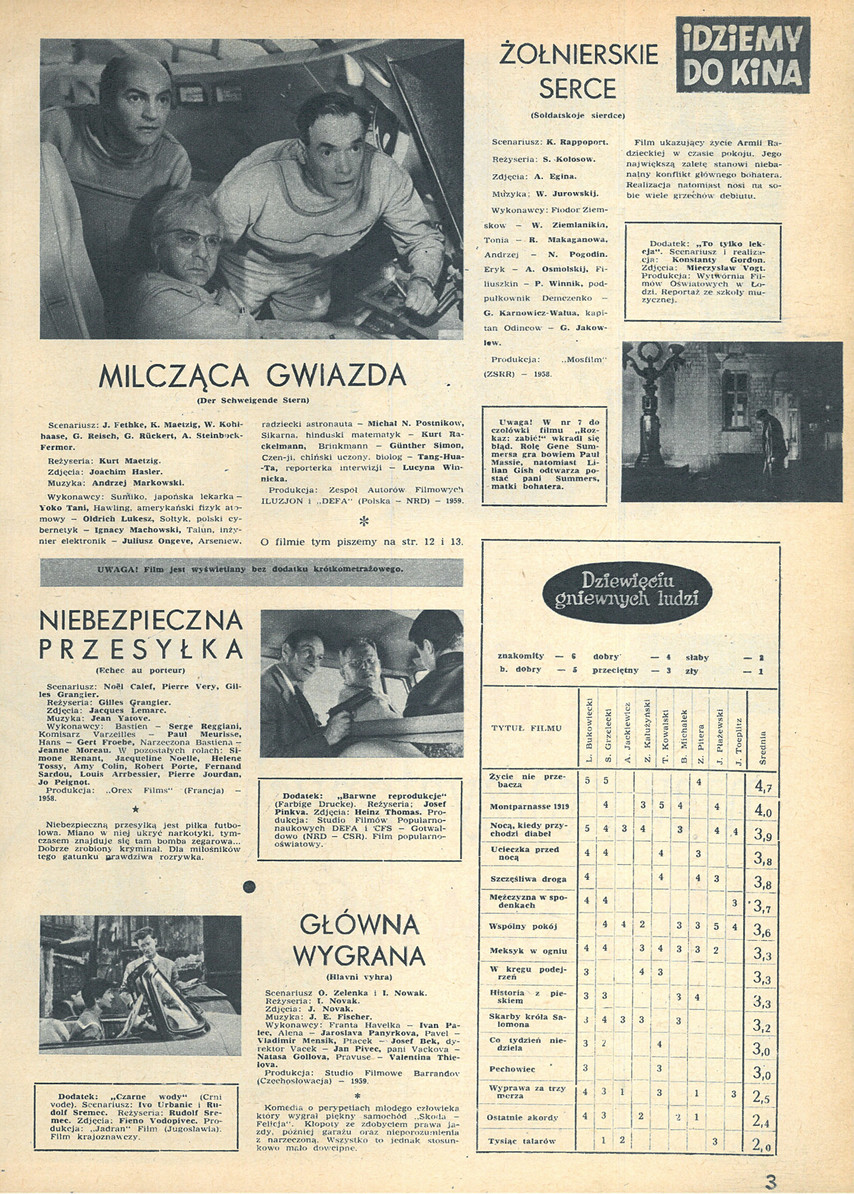 iDZiEMY
DO KiNA
MILCZĄCA GWIAZDA
(Der Schweigende Stern)
Scenariusz: J. Fethke, K. Maetzig, W. Kohl-
haase, G. Reisch, G. Rückert, A. Steinbock-
Fermor.
Reżyseria: Kurt Maetzig.
Zdjęcia: Joachim Hasler.
Muzyka: Andrzej Markowski.
Wykonawcy: Sumiko, japońska lekarka –
Yoko Tani, Hawling, amerykański fizyk ato-
mowy – Oldrich Lukesz, Sołtyk, polski cy-
bernetyk – Ignacy Machowski, Talun, inży-
nier elektronik – Juliusz Ongeve, Arseniew,
radziecki astronauta – Michał N. Postnikow,
Sikarna, hinduski matematyk – Kurt Ra-
ckelmann, Brinkmann – Günther Simon,
Czen-ji, chiński uczony, biolog – Tang-Hua-
-Ta, reporterka interwizji – Lucyna Win-
nicka.
Produkcja: Zespół Autorów Filmowych
ILUZJON i „DEFA" (Polska – NRD) – 1959.
*
O filmie tym piszemy na str. 12 i 13.
UWAGA! Film jest wyświetlany bez dodatku krótkometrażowego.
ŻOŁNIERSKIE
SERCE
(Soldatskoje sierdce)
Scenariusz: K. Rappoport.
Reżyseria: S. Kołosow.
Zdjęcia: A. Egina.
Muzyka: W. Jurowskij.
Wykonawcy: Fiodor Ziem-
skow – W. Ziemlanikin,
Tonia – R. Makaganowa,
Andrzej – N. Pogodin,
Eryk – A. Osmolskij, Fi-
liuszkin – P. Winnik, pod-
pułkownik Demczenko –
G. Karnowicz-Wałua, kapi-
tan Odincow – G. Jakow-
lew.
Produkcja: „Mosfilm"
(ZSRR) – 1958.
Film ukazujący życie Armii Ra-
dzieckiej w czasie pokoju. Jego
największą zaletę stanowi nieba-
nalny konflikt głównego bohatera.
Realizacja natomiast nosi na so-
bie wiele grzechów debiutu.
Dodatek: „To tylko lek-
cja". Scenariusz i realiza-
cja: Konstanty Gordon.
Zdjęcia: Mieczysław Vogt.
Produkcja: Wytwórnia Fil-
mów Oświatowych w Ło-
dzi. Reportaż ze szkoły mu-
zycznej.
Uwaga! W nr 7 do
czołówki filmu „Roz-
kaz: zabić!" wkradł się
błąd. Rolę Gene Sum-
mersa gra bowiem Paul
Massie, natomiast Li-
lian Gish odtwarza po-
stać pani Summers,
matki bohatera.
NIEBEZPIECZNA
PRZESYŁKA
(Echec au porteur)
Scenariusz: Noël Calef, Pierre Very, Gil-
les Grangier.
Reżyseria: Gilles Grangier.
Zdjęcia: Jacques Lemarc.
Muzyka: Jean Yatove.
Wykonawcy: Bastien – Serge Reggiani,
Komisarz Varzeilles – Paul Meurisse,
Hans – Gert Froebe, Narzeczona Bastiena –
Jeanne Moreau. W pozostałych rolach: Si-
mone Renant, Jacqueline Noelle, Helene
Tossy, Amy Colin, Robert Porte, Fernand
Sardou, Louis Arrbessier, Pierre Jourdan,
Jo Peignot.
Produkcja: „Orex Films" (Francja) –
1958.
★
Niebezpieczną przesyłką jest piłka futbo-
lowa. Miano w niej ukryć narkotyki, tym-
czasem znajduje się tam bomba zegarowa...
Dobrze zrobiony kryminał. Dla miłośników
tego gatunku prawdziwa rozrywka.
Dodatek: „Barwne reprodukcje"
(Farbige Drucke). Reżyseria: Josef
Pinkva. Zdjęcia: Heinz Thomas. Pro-
dukcja: Studio Filmów Popularno-
naukowych DEFA i CFS – Gotwal-
dowo (NRD – CSR). Film popularno-
oświatowy.
GŁÓWNA
WYGRANA
(Hlavni vyhra)
Scenariusz O. Zelenka i I. Nowak.
Reżyseria: I. Novak.
Zdjęcia: J. Novak.
Muzyka: J. E. Fischer.
Wykonawcy: Franta Havelka – Ivan Pa-
lec, Alena – Jaroslava Panyrkova, Pavel –
Vladimir Mensik, Ptacek – Josef Bek, dy-
rektor Vacek – Jan Pivec, pani Vackova –
Natasa Gollova, Pravuse – Valentina Thie-
lova.
Produkcja: Studio Filmowe Barrandov
(Czechosłowacja) – 1959.
*
Komedia o perypetiach młodego człowieka
który wygrał piękny samochód „Skoda –
Felicja". Kłopoty ze zdobyciem prawa ja-
zdy, później garażu oraz nieporozumienia
z narzeczoną. Wszystko to jednak stosun-
kowo mało dowcipne.
Dodatek: „Czarne wody" (Crni
vode). Scenariusz: Ivo Urbanic i Ru-
dolf Sremec. Reżyseria: Rudolf Sre-
mec. Zdjęcia: Fieno Vodopivec. Pro-
dukcja: „Jadran" Film (Jugosławia).
Film krajoznawczy.
Dziewięciu
gniewnych ludzi
znakomity – 6 dobry – 4 słaby – 2
b. dobry – 5 przeciętny – 3 zły – 1
TYTUŁ FILMU L. Bukowiecki S. Grzelecki A. Jackiewicz Z. Kałużyński T. Kowalski B. Michałek Z. Pitera J. Płażewski J. Toeplitz Średnia
Życie nie prze-
bacza 5 5 4 4,7
Montparnasse 1919 4 3 5 4 4 4,0
Nocą, kiedy przy-
chodzi diabeł 5 4 3 4 3 4 4 3,9
Ucieczka przed
nocą 4 4 4 3 3,8
Szczęśliwa droga 4 4 4 3 3,8
Mężczyzna w spo-
denkach 4 4 3 3,7
Wspólny pokój 4 4 2 3 3 5 4 3,6
Meksyk w ogniu 4 4 3 4 3 3 2 3,3
W kręgu podej-
rzeń 3 4 3 3,3
Historia z pie-
skiem 3 3 3 4 3,3
Skarby króla Sa-
lomona 3 4 3 3 3 3,2
Co tydzień nie-
dziela 3 2 4 3,0
Pechowiec 3 3 3,0
Wyprawa za trzy
morza 4 3 1 3 1 3 2,5
Ostatnie akordy 4 3 2 2 1 2,4
Tysiąc talarów 1 2 3 2,0
3